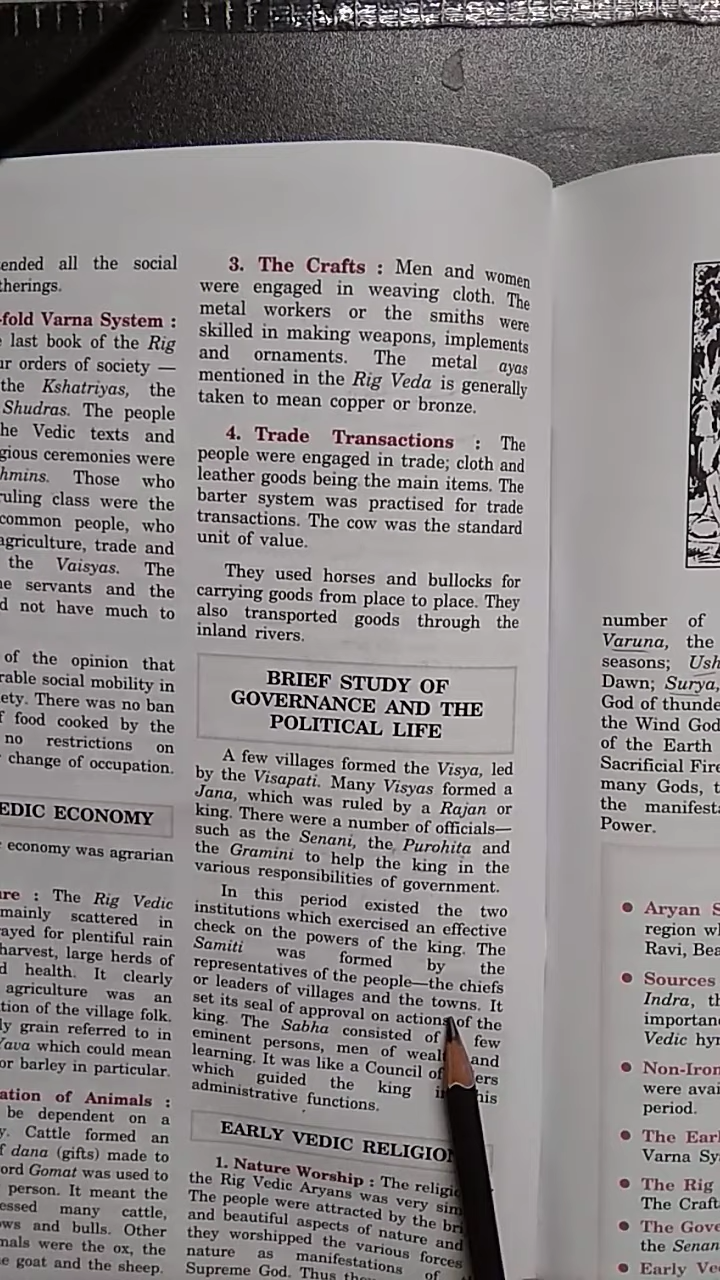 ended all the social
therings.
-fold Varna System :
last book of the Rig
ur orders of society —
the Kshatriyas, the
Shudras. The people
he Vedic texts and
gious ceremonies were
hmins. Those who
ruling class were the
common people, who
agriculture, trade and
the Vaisyas. The
e servants and the
d not have much to
of the opinion that
rable social mobility in
ety. There was no ban
f food cooked by the
no restrictions on
change of occupation.
EDIC ECONOMY
economy was agrarian
ure : The Rig Vedic
mainly scattered in
ayed for plentiful rain
harvest, large herds of
d health. It clearly
agriculture was an
tion of the village folk.
ly grain referred to in
Yava which could mean
or barley in particular.
ation of Animals :
be dependent on a
y. Cattle formed an
f dana (gifts) made to
ord Gomat was used to
person. It meant the
essed many cattle,
ws and bulls. Other
mals were the ox, the
e goat and the sheep.
3. The Crafts : Men and women
were engaged in weaving cloth. The
metal workers or the smiths were
skilled in making weapons, implements
and ornaments. The metal ayas
mentioned in the Rig Veda is generally
taken to mean copper or bronze.
4. Trade Transactions : The
people were engaged in trade; cloth and
leather goods being the main items. The
barter system was practised for trade
transactions. The cow was the standard
unit of value.
They used horses and bullocks for
carrying goods from place to place. They
also transported goods through the
inland rivers.
BRIEF STUDY OF
GOVERNANCE AND THE
POLITICAL LIFE
A few villages formed the Visya, led
by the Visapati. Many Visyas formed a
Jana, which was ruled by a Rajan or
king. There were a number of officials—
such as the Senani, the Purohita and
the Gramini to help the king in the
various responsibilities of government.
In this period existed the two
institutions which exercised an effective
check on the powers of the king. The
Samiti was formed by the
representatives of the people—the chiefs
or leaders of villages and the towns. It
set its seal of approval on actions of the
king. The Sabha consisted of few
eminent persons, men of weal and
learning. It was like a Council of ers
which guided the king in his
administrative functions.
EARLY VEDIC RELIGIO
1. Nature Worship : The religi
the Rig Vedic Aryans was very sim
The people were attracted by the bri
and beautiful aspects of nature and
they worshipped the various forces
nature as manifestations of
Supreme God. Thus the
number of
Varuna, the
seasons; Ush
Dawn; Surya,
God of thunde
the Wind God
of the Earth
Sacrificial Fire
many Gods, t
the manifest
Power.
• Aryan S
region w
Ravi, Bea
• Sources
Indra, th
importan
Vedic hy
• Non-Iron
were avai
period.
• The Earl
Varna Sy
• The Rig
The Craft
• The Gove
the Senan
• Early Ve